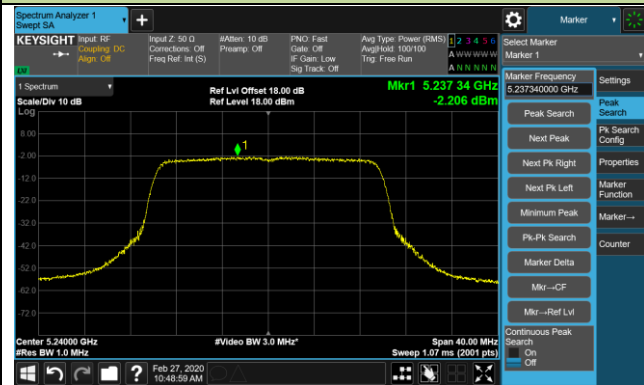 Spectrum Analyzer 1
Swept SA
Marker
KEYSIGHT
Input: RF
Coupling: DC
Align: Off
Input Z: 50 Ω
Corrections: Off
Freq Ref: Int (S)
#Atten: 10 dB
Preamp: Off
PNO: Fast
Gate: Off
IF Gain: Low
Sig Track: Off
Avg Type: Power (RMS)
Avg|Hold: 100/100
Trig: Free Run
1 2 3 4 5 6
A W W W W W
A N N N N N
LXI
Select Marker
Marker 1
1 Spectrum
Scale/Div 10 dB
Log
Ref Lvl Offset 18.00 dB
Ref Level 18.00 dBm
Mkr1 5.237 34 GHz
-2.206 dBm
8.00
-2.00
-12.0
-22.0
-32.0
-42.0
-52.0
-62.0
-72.0
1
Center 5.24000 GHz
#Res BW 1.0 MHz
#Video BW 3.0 MHz*
Span 40.00 MHz
Sweep 1.07 ms (2001 pts)
Marker Frequency
5.237340000 GHz
Peak Search
Next Peak
Next Pk Right
Next Pk Left
Minimum Peak
Pk-Pk Search
Marker Delta
Mkr→CF
Mkr→Ref Lvl
Continuous Peak
Search
On
Off
Settings
Peak
Search
Pk Search
Config
Properties
Marker
Function
Marker→
Counter
Feb 27, 2020
10:48:59 AM